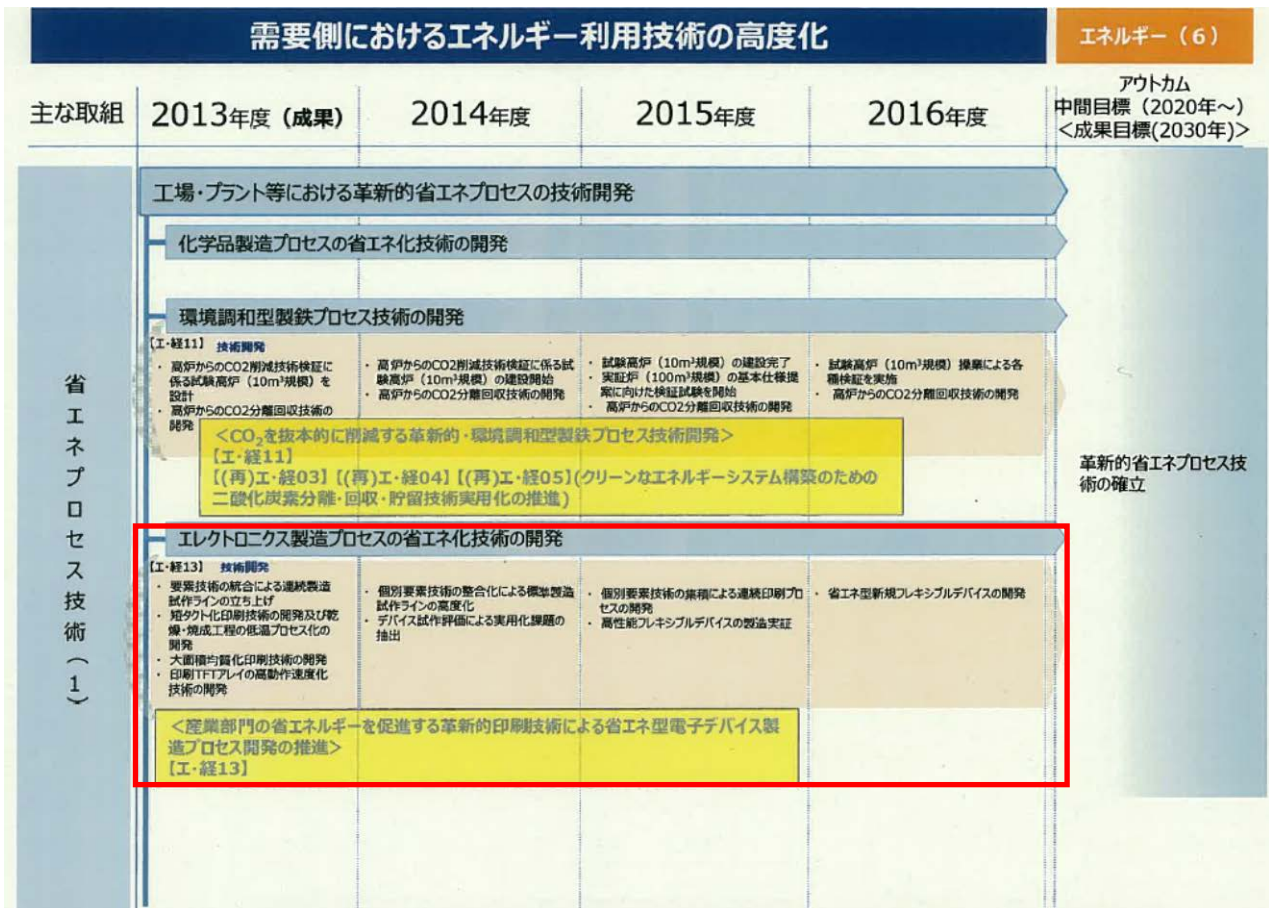 需要側におけるエネルギー利用技術の高度化
エネルギー（6）
主な取組
2013年度（成果）
2014年度
2015年度
2016年度
アウトカム
中間目標（2020年～）
＜成果目標(2030年)＞
省エネプロセス技術（1）
工場・プラント等における革新的省エネプロセスの技術開発
化学品製造プロセスの省エネ化技術の開発
環境調和型製鉄プロセス技術の開発
【エ・経11】 技術開発
・ 高炉からのCO2削減技術検証に
係る試験高炉（10m³規模）を
設計
・ 高炉からのCO2分離回収技術の
開発
・ 高炉からのCO2削減技術検証に係る試
験高炉（10m³規模）の建設開始
・ 高炉からのCO2分離回収技術の開発
・ 試験高炉（10m³規模）の建設完了
実証炉（100m³規模）の基本仕様提
案に向けた検証試験を開始
・ 高炉からのCO2分離回収技術の開発
・ 試験高炉（10m³規模）操業による各
種検証を実施
・ 高炉からのCO2分離回収技術の開発
＜CO₂を抜本的に削減する革新的・環境調和型製鉄プロセス技術開発＞
【エ・経11】
【(再)エ・経03】【(再)エ・経04】【(再)エ・経05】(クリーンなエネルギーシステム構築のための
二酸化炭素分離・回収・貯留技術実用化の推進)
革新的省エネプロセス技
術の確立
エレクトロニクス製造プロセスの省エネ化技術の開発
【エ・経13】 技術開発
・ 要素技術の統合による連続製造
試作ラインの立ち上げ
・ 短タクト化印刷技術の開発及び乾
燥・焼成工程の低温プロセス化の
開発
・ 大面積均質化印刷技術の開発
・ 印刷TFTアレイの高動作速度化
技術の開発
・ 個別要素技術の整合化による標準製造
試作ラインの高度化
・ デバイス試作評価による実用化課題の
抽出
・ 個別要素技術の集積による連続印刷プロ
セスの開発
・ 高性能フレキシブルデバイスの製造実証
・ 省エネ型新規フレキシブルデバイスの開発
＜産業部門の省エネルギーを促進する革新的印刷技術による省エネ型電子デバイス製
造プロセス開発の推進＞
【エ・経13】